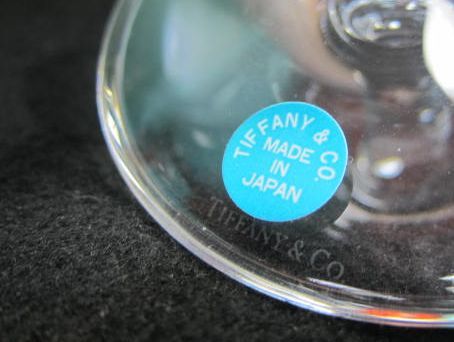 TIFFANY & CO.
MADE
IN
JAPAN
TIFFANY & CO